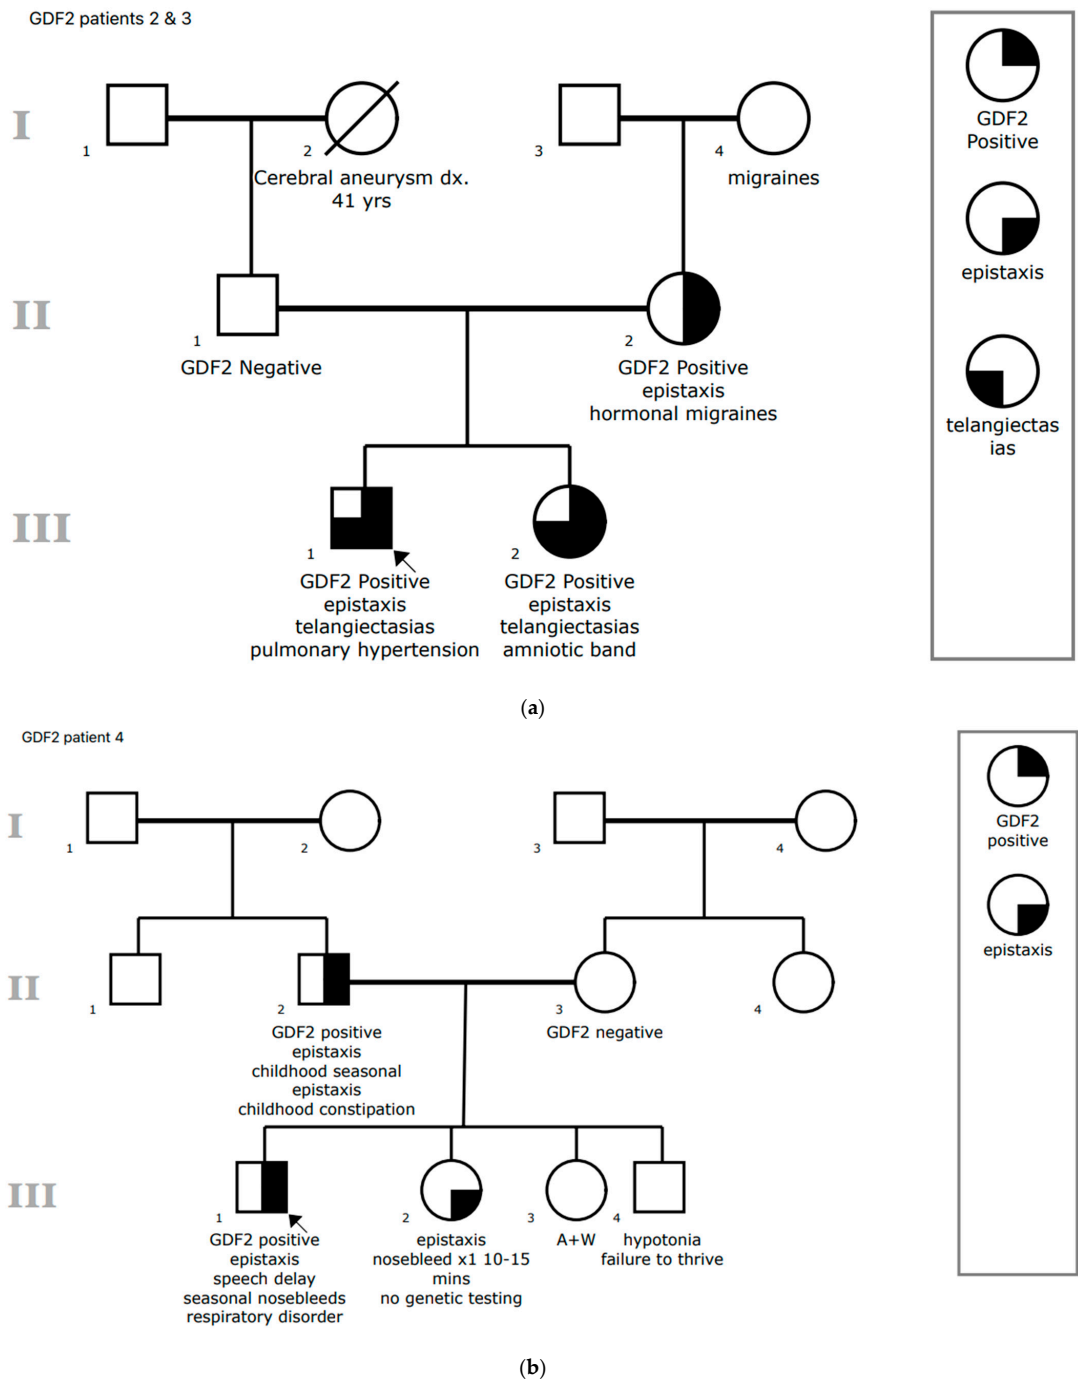 GDF2 patients 2 & 3
I
1
2
3
4
Cerebral aneurysm dx.
41 yrs
migraines
II
1
2
GDF2 Negative
GDF2 Positive
epistaxis
hormonal migraines
III
1
2
GDF2 Positive
epistaxis
telangiectasias
pulmonary hypertension
GDF2 Positive
epistaxis
telangiectasias
amniotic band
GDF2
Positive
epistaxis
telangiectas
ias
(a)
GDF2 patient 4
I
1
2
3
4
II
1
2
3
4
GDF2 positive
epistaxis
childhood seasonal
epistaxis
childhood constipation
GDF2 negative
III
1
2
3
4
GDF2 positive
epistaxis
speech delay
seasonal nosebleeds
respiratory disorder
epistaxis
nosebleed x1 10-15
mins
no genetic testing
A+W
hypotonia
failure to thrive
GDF2
positive
epistaxis
(b)